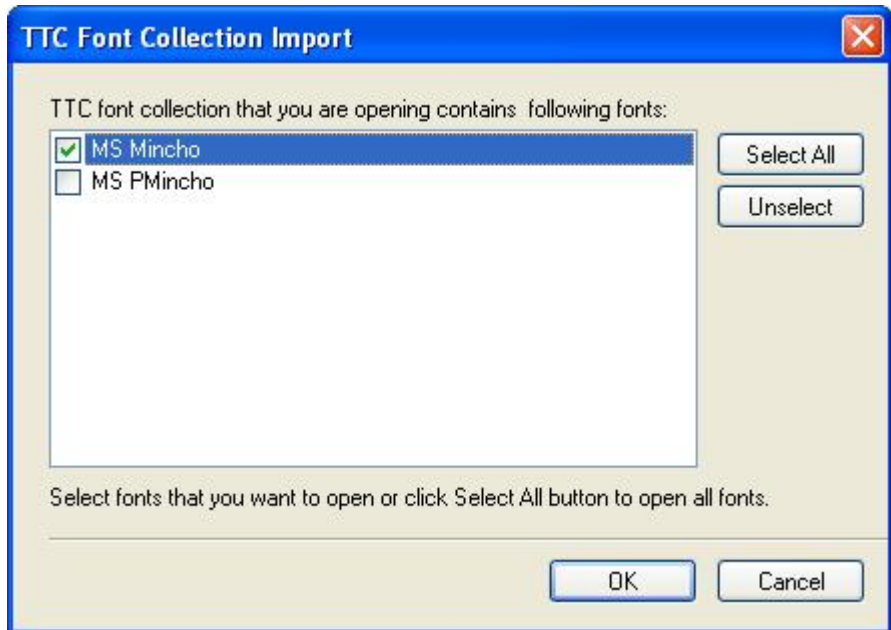 TTC Font Collection Import
TTC font collection that you are opening contains  following fonts:
MS Mincho
MS PMincho
Select All
Unselect
Select fonts that you want to open or click Select All button to open all fonts.
OK
Cancel